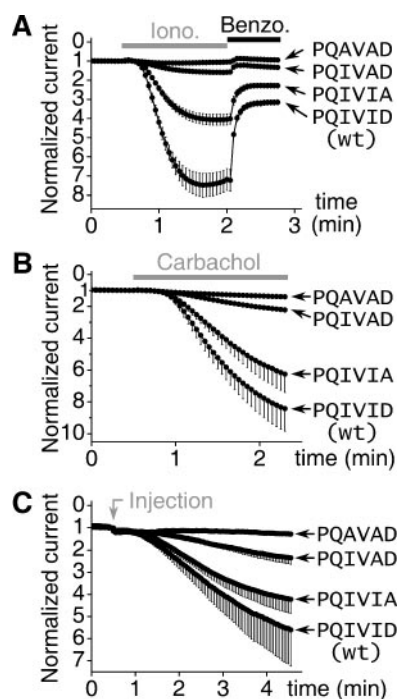 A
Iono.
Benzo.
Normalized current
0
1
2
3
4
5
6
7
8
PQAVAD
PQIVAD
PQIVIA
PQIVID
(wt)
0 1 2 3
time
(min)
B
Carbachol
Normalized current
0
1
2
4
6
8
10
PQAVAD
PQIVAD
PQIVIA
PQIVID
(wt)
0 1 2
time (min)
C
Injection
Normalized current
0
1
2
3
4
5
6
7
PQAVAD
PQIVAD
PQIVIA
PQIVID
(wt)
0 1 2 3 4
time (min)